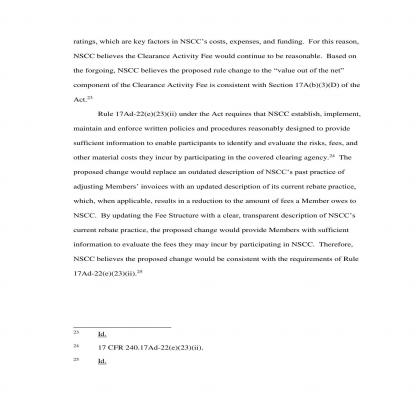 ratings, which are key factors in NSCC's costs, expenses, and funding.  For this reason,
NSCC believes the Clearance Activity Fee would continue to be reasonable.  Based on
the forgoing, NSCC believes the proposed rule change to the "value out of the net"
component of the Clearance Activity Fee is consistent with Section 17A(b)(3)(D) of the
Act.23
Rule 17Ad-22(e)(23)(ii) under the Act requires that NSCC establish, implement,
maintain and enforce written policies and procedures reasonably designed to provide
sufficient information to enable participants to identify and evaluate the risks, fees, and
other material costs they incur by participating in the covered clearing agency.24  The
proposed change would replace an outdated description of NSCC's past practice of
adjusting Members' invoices with an updated description of its current rebate practice,
which, when applicable, results in a reduction to the amount of fees a Member owes to
NSCC.  By updating the Fee Structure with a clear, transparent description of NSCC's
current rebate practice, the proposed change would provide Members with sufficient
information to evaluate the fees they may incur by participating in NSCC.  Therefore,
NSCC believes the proposed change would be consistent with the requirements of Rule
17Ad-22(e)(23)(ii).25
23 Id.
24 17 CFR 240.17Ad-22(e)(23)(ii).
25 Id.